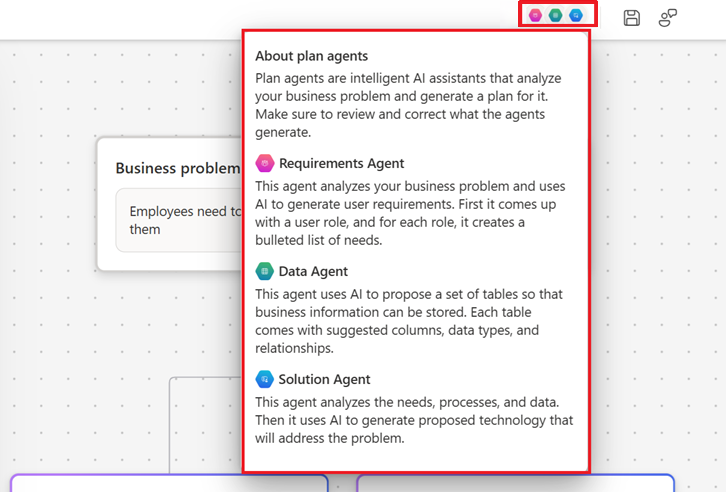 About plan agents
Plan agents are intelligent AI assistants that analyze
your business problem and generate a plan for it.
Make sure to review and correct what the agents
generate.
Business problem
Employees need to
them
Requirements Agent
This agent analyzes your business problem and uses
AI to generate user requirements. First it comes up
with a user role, and for each role, it creates a
bulleted list of needs.
Data Agent
This agent uses AI to propose a set of tables so that
business information can be stored. Each table
comes with suggested columns, data types, and
relationships.
Solution Agent
This agent analyzes the needs, processes, and data.
Then it uses AI to generate proposed technology that
will address the problem.